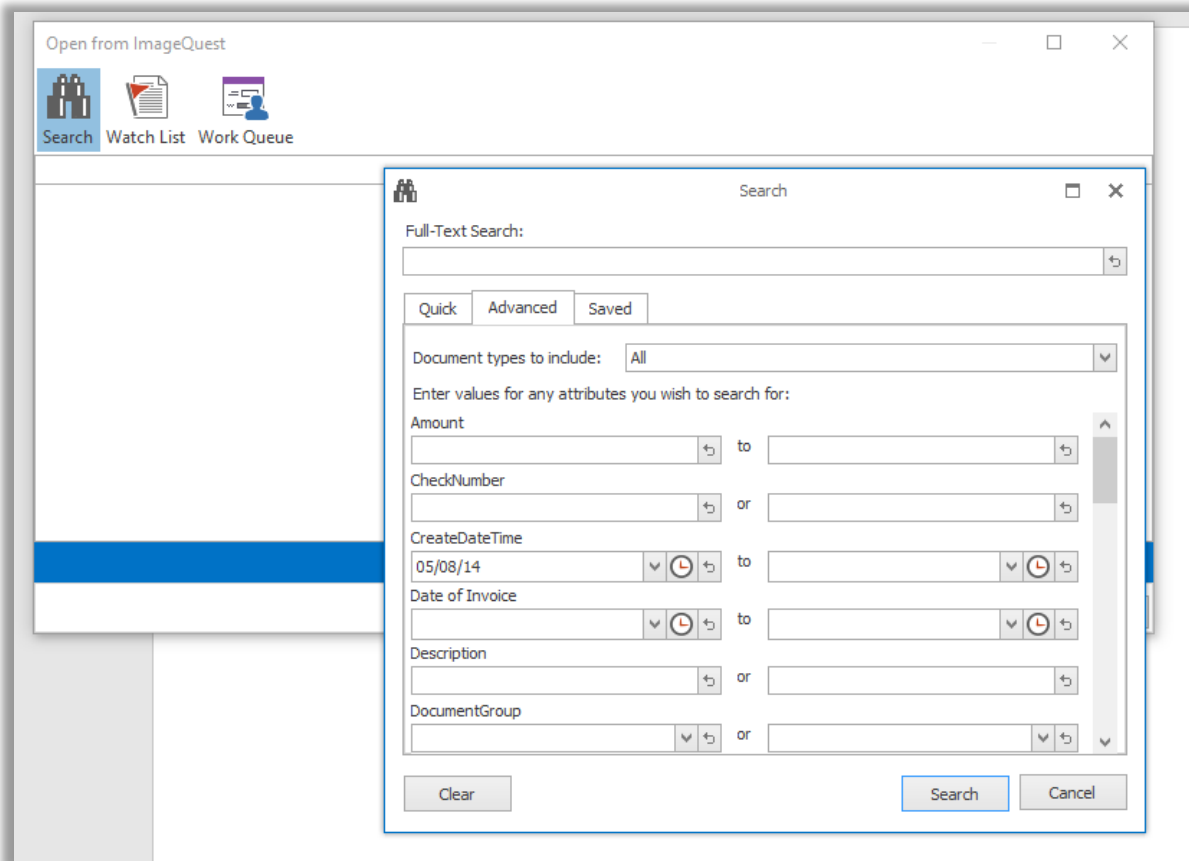 Open from ImageQuest
Search Watch List Work Queue
Search
Full-Text Search:
Quick Advanced Saved
Document types to include: All
Enter values for any attributes you wish to search for:
Amount
to
CheckNumber
or
CreateDateTime
05/08/14 to
Date of Invoice
to
Description
or
DocumentGroup
or
Clear Search Cancel